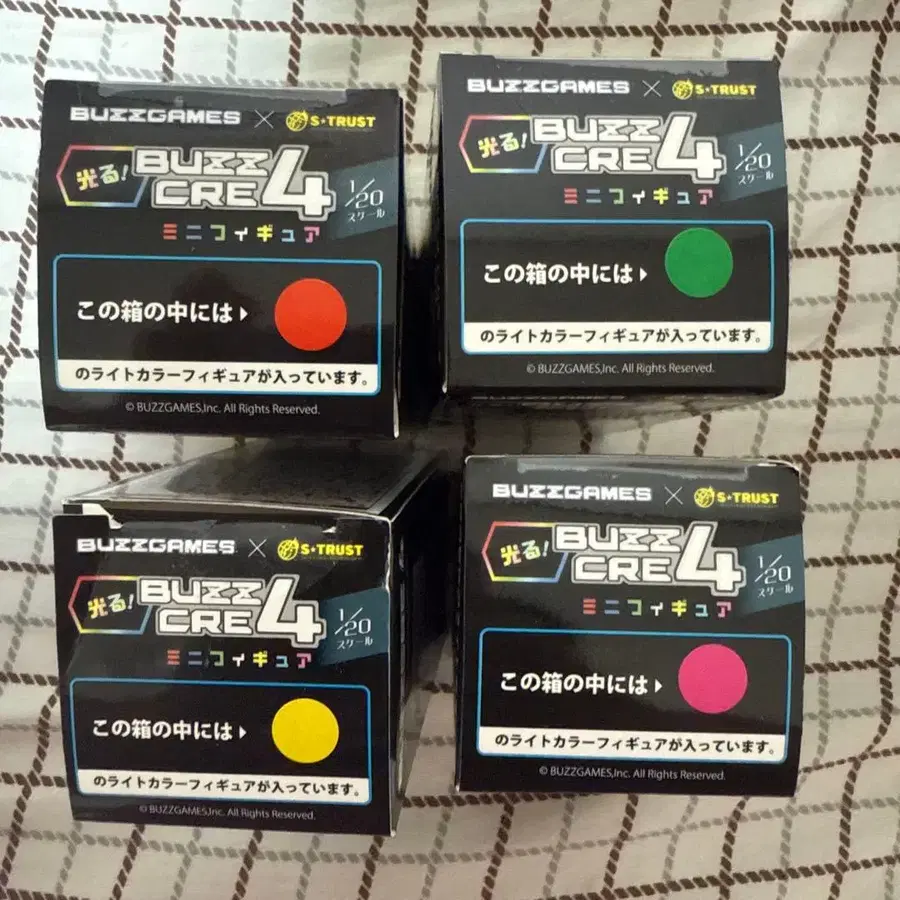 BUZZGAMES × S★TRUST
光る! BUZZ CRE 4 1/20 スケール
ミニフィギュア
この箱の中には▶
のライトカラーフィギュアが入っています。
© BUZZGAMES,Inc. All Rights Reserved.
BUZZGAMES × S★TRUST
光る! BUZZ CRE 4 1/20 スケール
ミニフィギュア
この箱の中には▶
のライトカラーフィギュアが入っています。
© BUZZGAMES,Inc. All Rights Reserved.
BUZZGAMES × S★TRUST
光る! BUZZ CRE 4 1/20 スケール
ミニフィギュア
この箱の中には▶
のライトカラーフィギュアが入っています。
© BUZZGAMES,Inc. All Rights Reserved.
BUZZGAMES × S★TRUST
光る! BUZZ CRE 4 1/20 スケール
ミニフィギュア
この箱の中には▶
のライトカラーフィギュアが入っています。
© BUZZGAMES,Inc. All Rights Reserved.